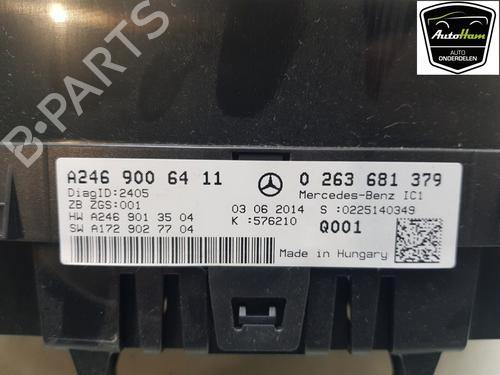 AutoHam
AUTO
ONDERDELEN
B-PARTS
A246 900 64 11
0 263 681 379
DiagID:2405
Mercedes-Benz IC1
ZB ZGS:001
03 06 2014
S :0225140349
HW A246 901 35 04
K :576210
Q001
SW A172 902 77 04
Made in Hungary